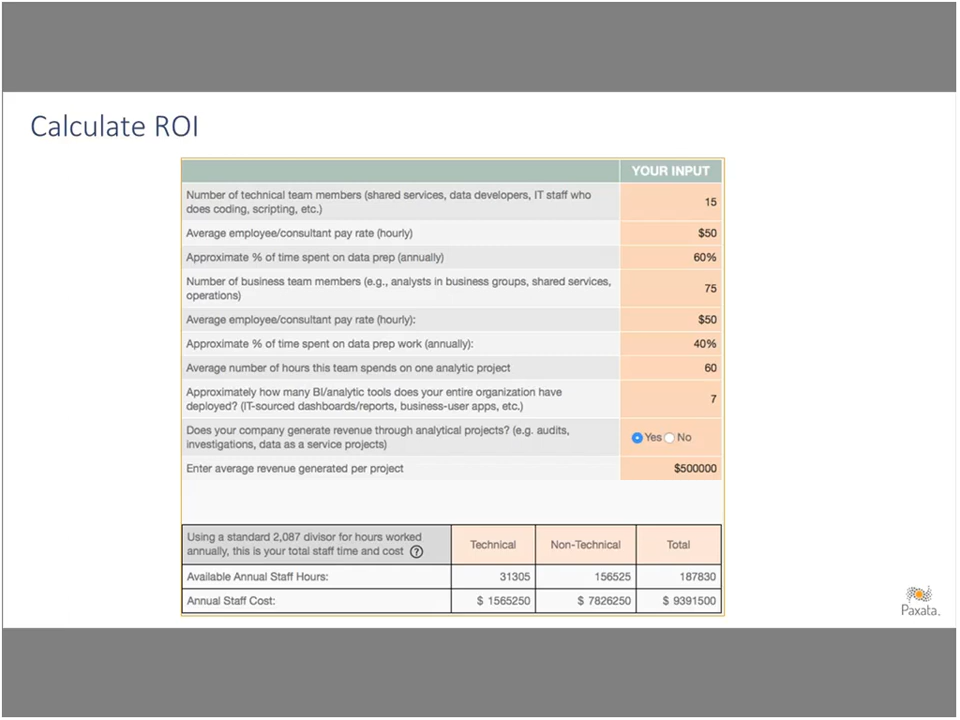 Calculate ROI
YOUR INPUT
Number of technical team members (shared services, data developers, IT staff who
does coding, scripting, etc.)
15
Average employee/consultant pay rate (hourly)
$50
Approximate % of time spent on data prep (annually)
60%
Number of business team members (e.g., analysts in business groups, shared services,
operations)
75
Average employee/consultant pay rate (hourly):
$50
Approximate % of time spent on data prep work (annually):
40%
Average number of hours this team spends on one analytic project
60
Approximately how many BI/analytic tools does your entire organization have
deployed? (IT-sourced dashboards/reports, business-user apps, etc.)
7
Does your company generate revenue through analytical projects? (e.g. audits,
investigations, data as a service projects)
Yes No
Enter average revenue generated per project
$500000
Using a standard 2,087 divisor for hours worked
annually, this is your total staff time and cost ?
Technical
Non-Technical
Total
Available Annual Staff Hours: 31305 156525 187830
Annual Staff Cost: $ 1565250 $ 7826250 $ 9391500
Paxata